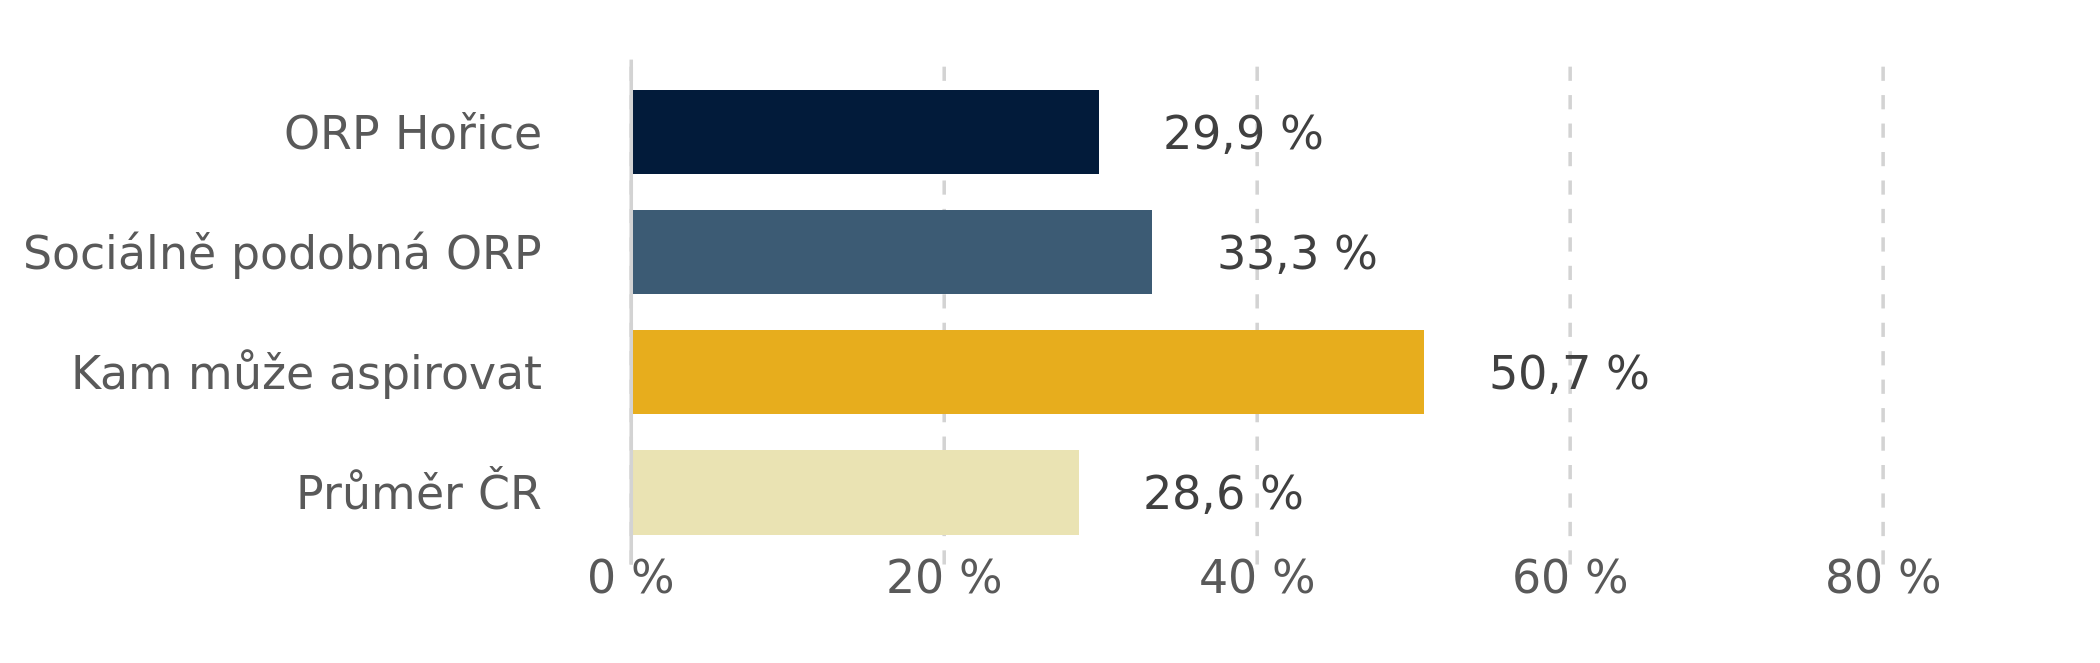 ORP Hořice 29,9 %
Sociálně podobná ORP 33,3 %
Kam může aspirovat 50,7 %
Průměr ČR 28,6 %
0 % 20 % 40 % 60 % 80 %